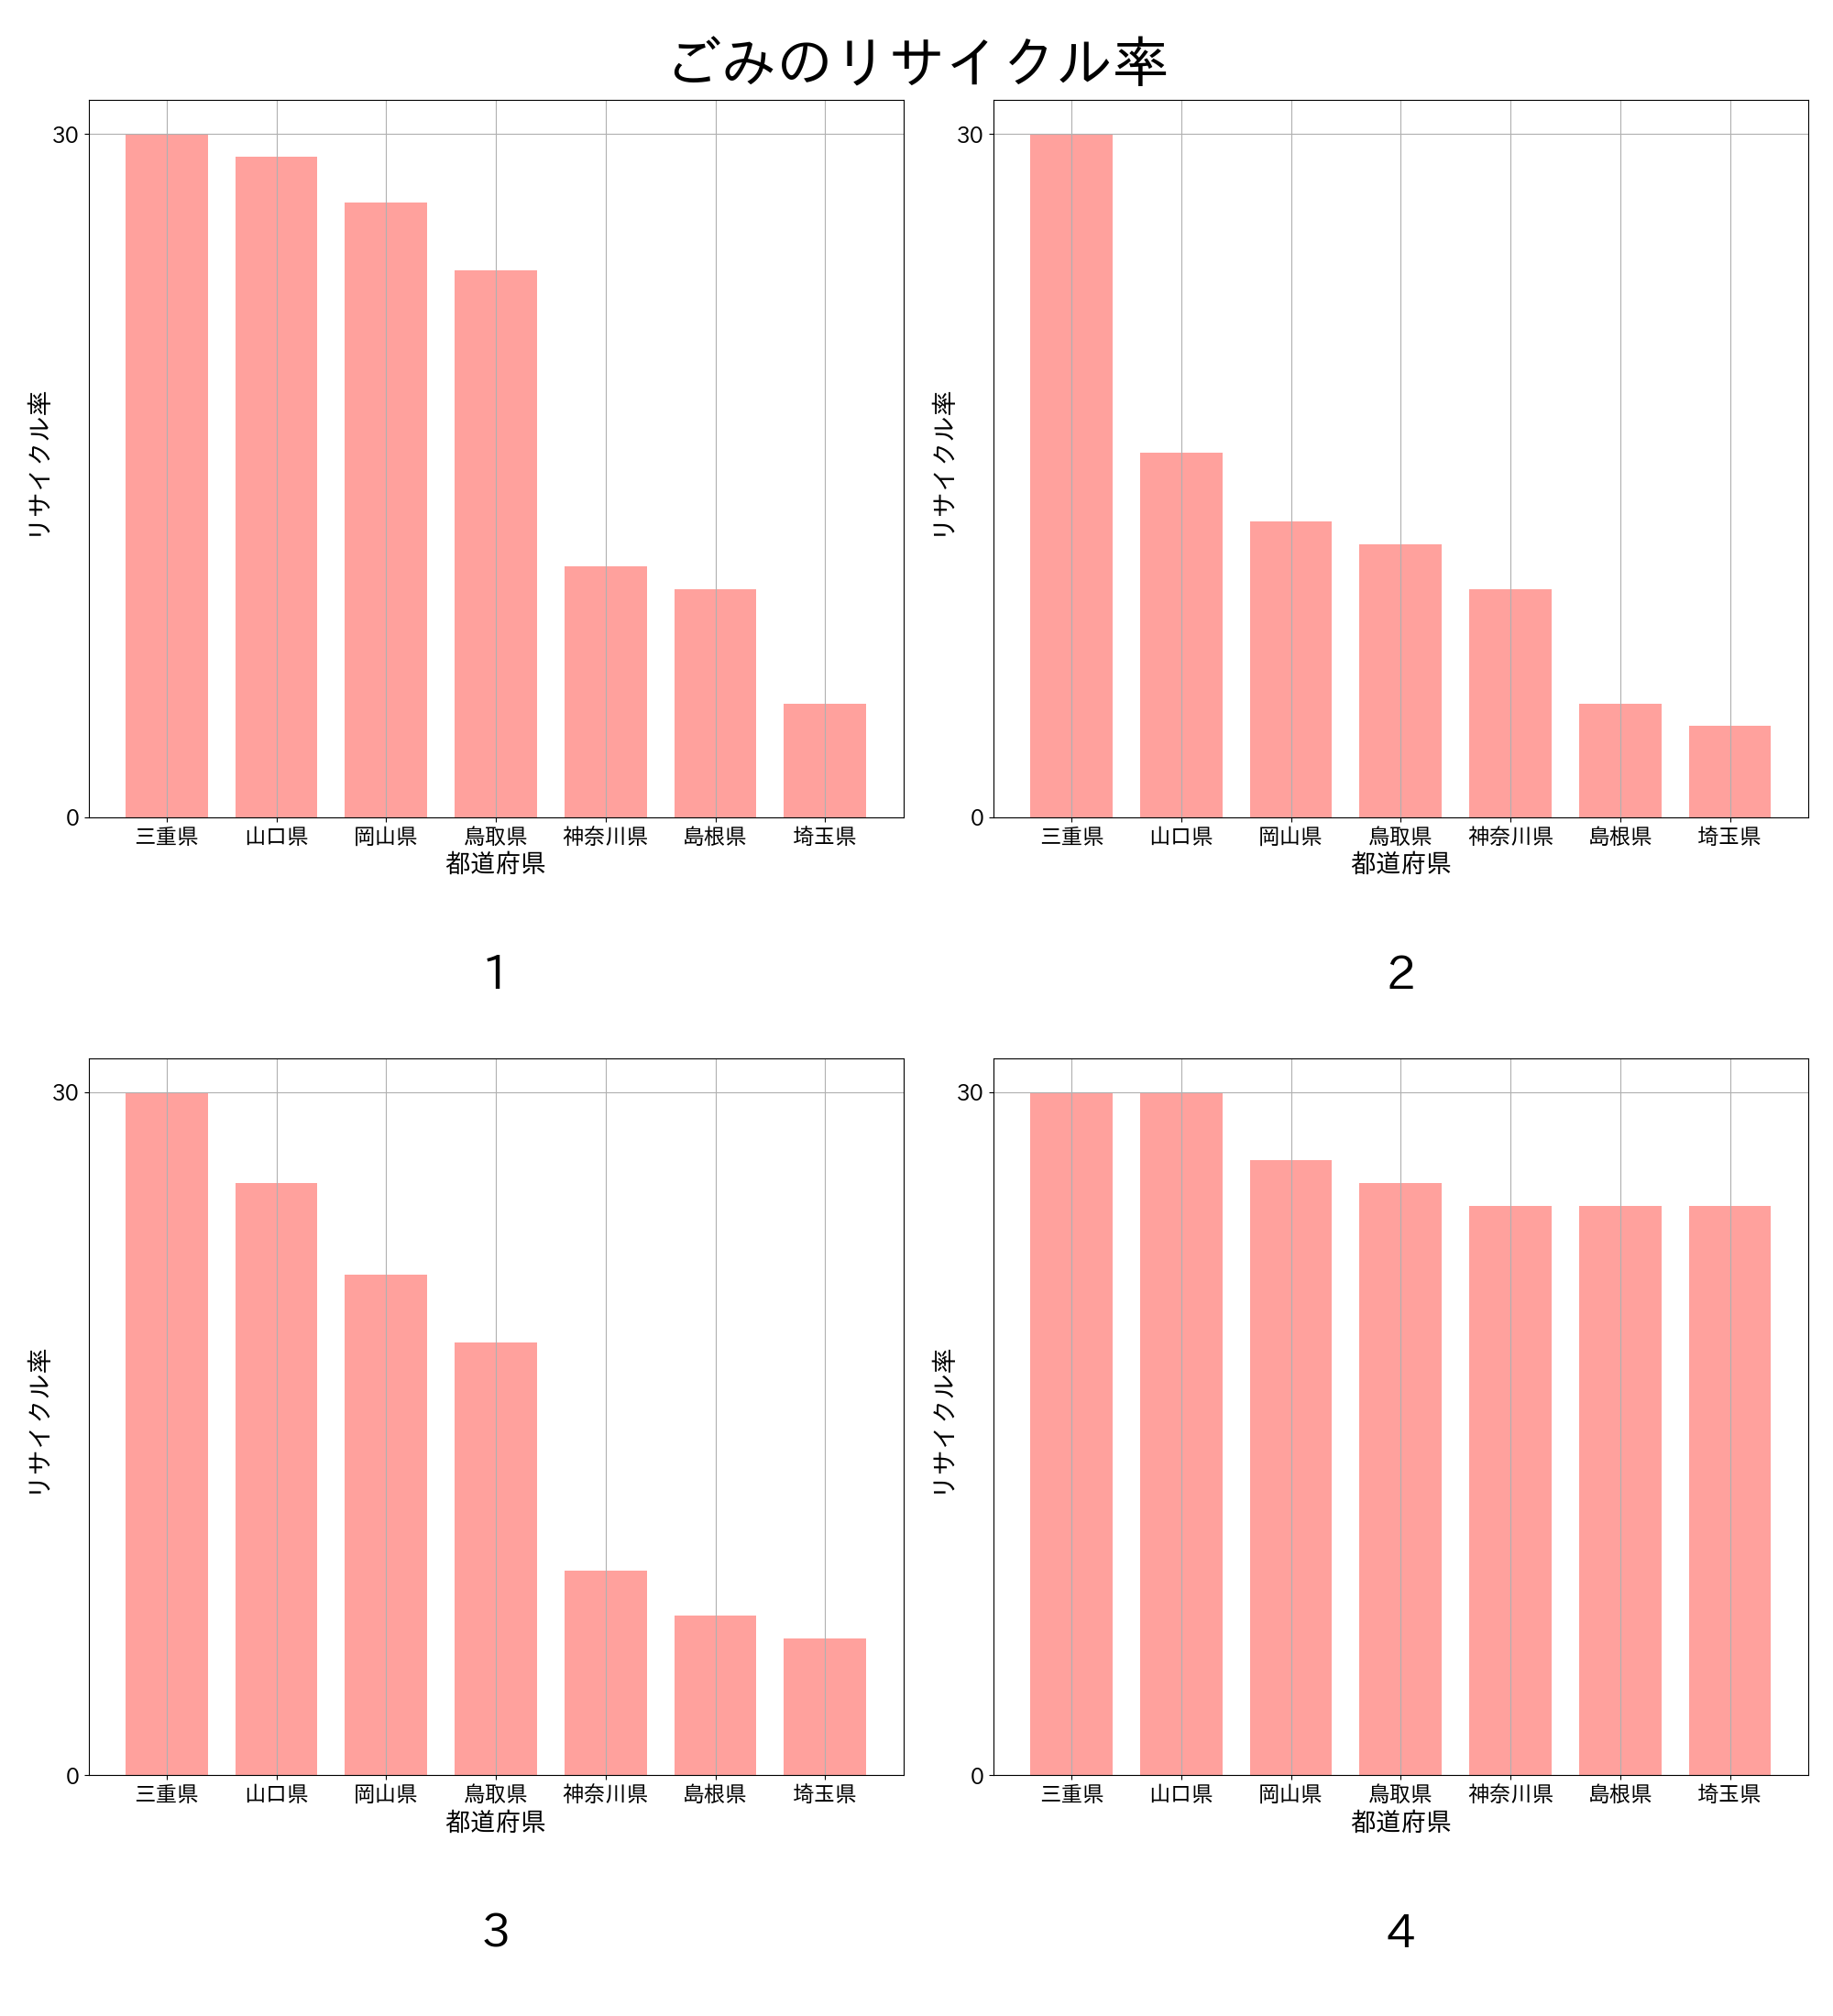 ごみのリサイクル率
30
0
リサイクル率
三重県 山口県 岡山県 鳥取県 神奈川県 島根県 埼玉県
都道府県
1
30
0
リサイクル率
三重県 山口県 岡山県 鳥取県 神奈川県 島根県 埼玉県
都道府県
2
30
0
リサイクル率
三重県 山口県 岡山県 鳥取県 神奈川県 島根県 埼玉県
都道府県
3
30
0
リサイクル率
三重県 山口県 岡山県 鳥取県 神奈川県 島根県 埼玉県
都道府県
4